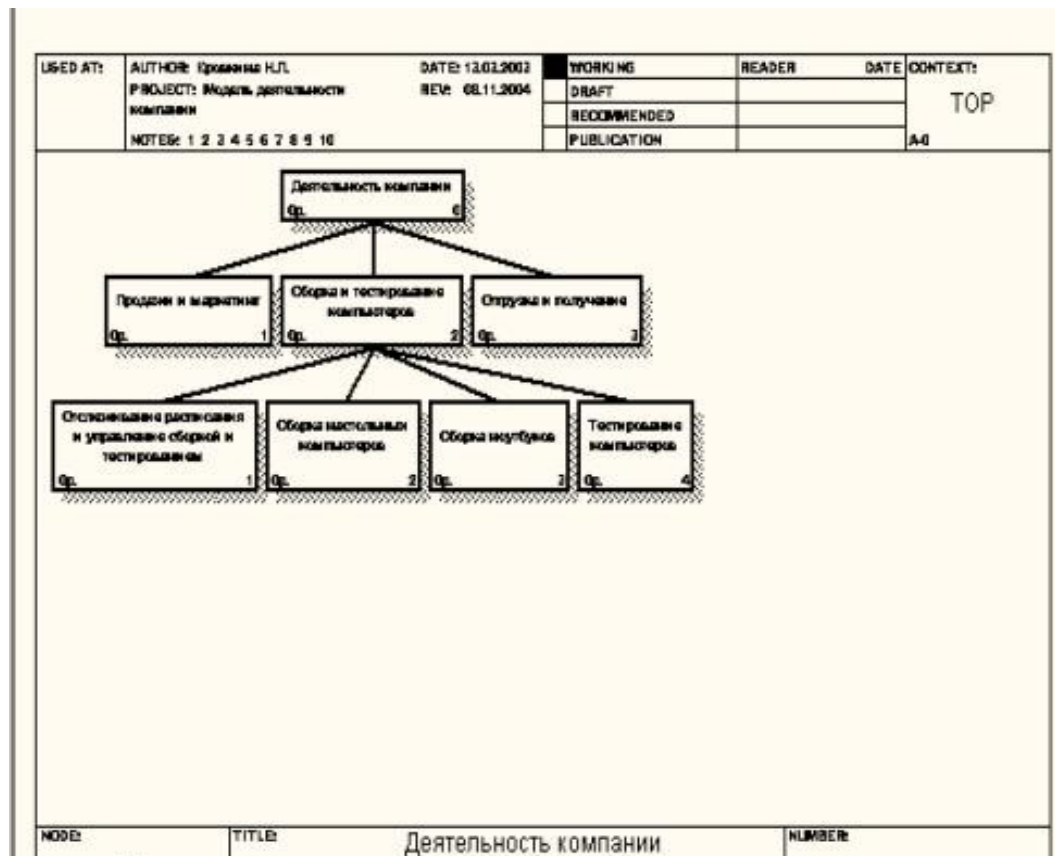 USED AT:
AUTHOR: Н.Л.
DATE: 13.03.2003
WORKING
READER
DATE
CONTEXT:
PROJECT: Модель деятельности
REV: 08.11.2004
DRAFT
TOP
компании
RECOMMENDED
NOTES: 1 2 3 4 5 6 7 8 9 10
PUBLICATION
A-0
Деятельность компании
0р.
0
Продажи и маркетинг
0р.
1
Сборка и тестирование
компьютеров
0р.
2
Отгрузка и получение
0р.
3
Отслеживание расписания
и управление сборкой и
тестированием
0р.
1
Сборка настольных
компьютеров
0р.
2
Сборка ноутбуков
0р.
3
Тестирование
компьютеров
0р.
4
NODE:
TITLE:
Деятельность компании
NUMBER: